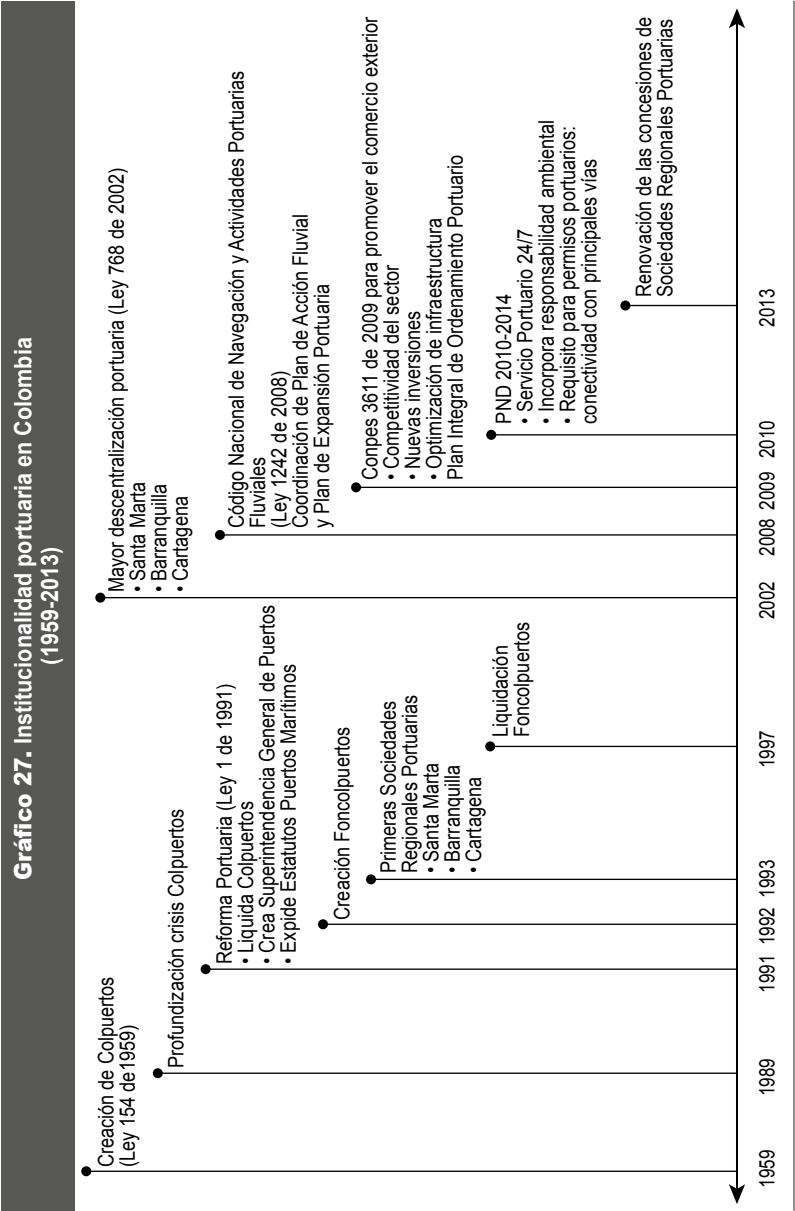 Gráfico 27. Institucionalidad portuaria en Colombia
(1959-2013)
Creación de Colpuertos
(Ley 154 de1959)
Profundización crisis Colpuertos
Reforma Portuaria (Ley 1 de 1991)
• Liquida Colpuertos
• Crea Superintendencia General de Puertos
• Expide Estatutos Puertos Marítimos
Creación Foncolpuertos
Primeras Sociedades
Regionales Portuarias
• Santa Marta
• Barranquilla
• Cartagena
Liquidación
Foncolpuertos
Mayor descentralización portuaria (Ley 768 de 2002)
• Santa Marta
• Barranquilla
• Cartagena
Código Nacional de Navegación y Actividades Portuarias
Fluviales
(Ley 1242 de 2008)
Coordinación de Plan de Acción Fluvial
y Plan de Expansión Portuaria
Conpes 3611 de 2009 para promover el comercio exterior
• Competitividad del sector
• Nuevas inversiones
• Optimización de infraestructura
Plan Integral de Ordenamiento Portuario
PND 2010-2014
• Servicio Portuario 24/7
• Incorpora responsabilidad ambiental
• Requisito para permisos portuarios:
conectividad con principales vías
Renovación de las concesiones de
Sociedades Regionales Portuarias
1959 1989 1991 1992 1993 1997 2002 2008 2009 2010 2013